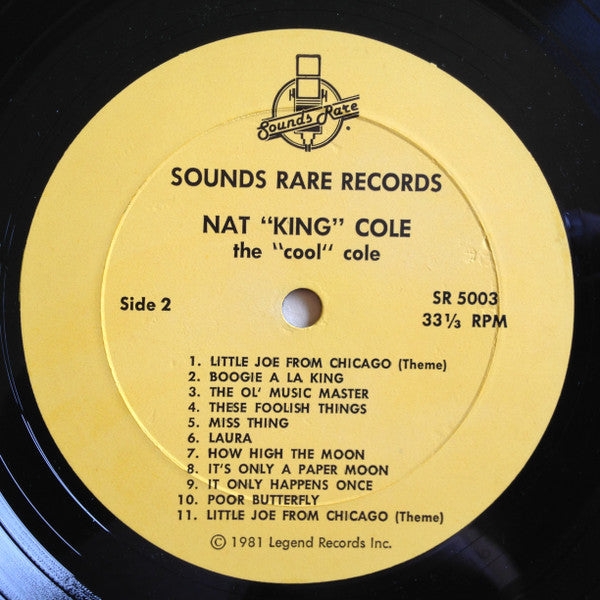 Sounds Rare
SOUNDS RARE RECORDS
NAT "KING" COLE
the "cool" cole
Side 2
SR 5003
33⅓ RPM
1. LITTLE JOE FROM CHICAGO (Theme)
2. BOOGIE A LA KING
3. THE OL' MUSIC MASTER
4. THESE FOOLISH THINGS
5. MISS THING
6. LAURA
7. HOW HIGH THE MOON
8. IT'S ONLY A PAPER MOON
9. IT ONLY HAPPENS ONCE
10. POOR BUTTERFLY
11. LITTLE JOE FROM CHICAGO (Theme)
© 1981 Legend Records Inc.